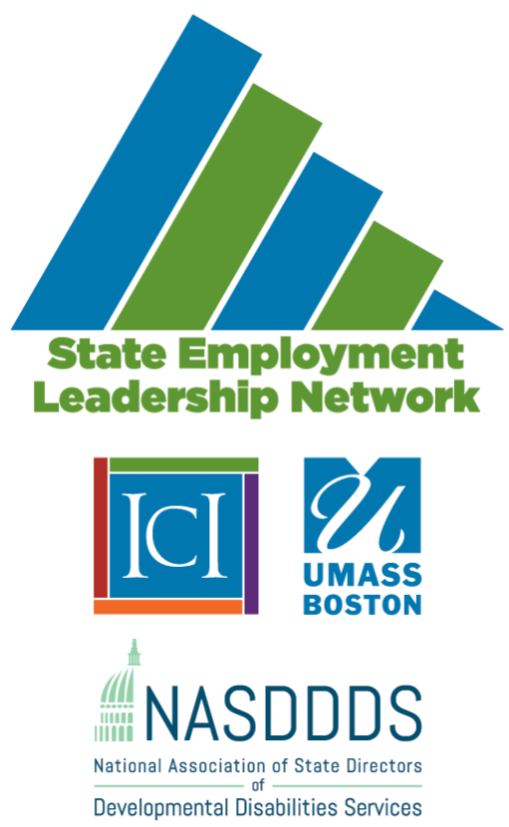 State Employment
Leadership Network
ICI
U
UMASS
BOSTON
NASDDDS
National Association of State Directors
of
Developmental Disabilities Services